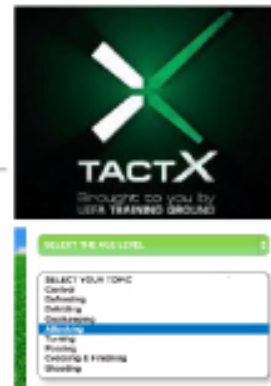 TACTX
Brought to you by
UEFA TRAINING GROUND
SELECT THE AGE LEVEL
SELECT YOUR TOPIC
Control
Defending
Dribbling
Goalkeeping
Attacking
Turning
Passing
Crossing & Finishing
Shooting